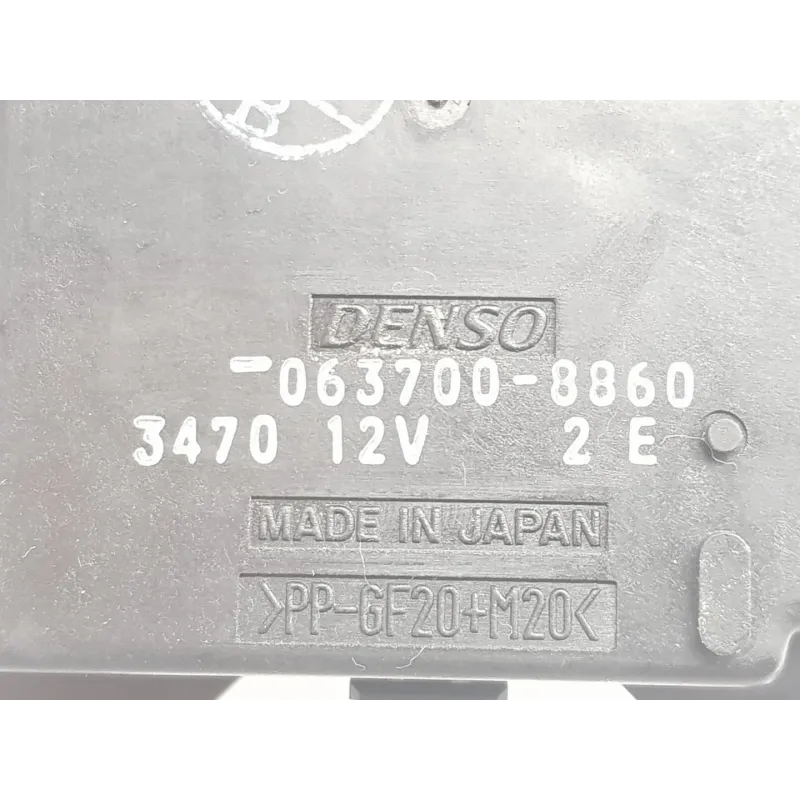 B
DENSO
-063700-8860
3470 12V 2 E
MADE IN JAPAN
>PP-GF20+M20<